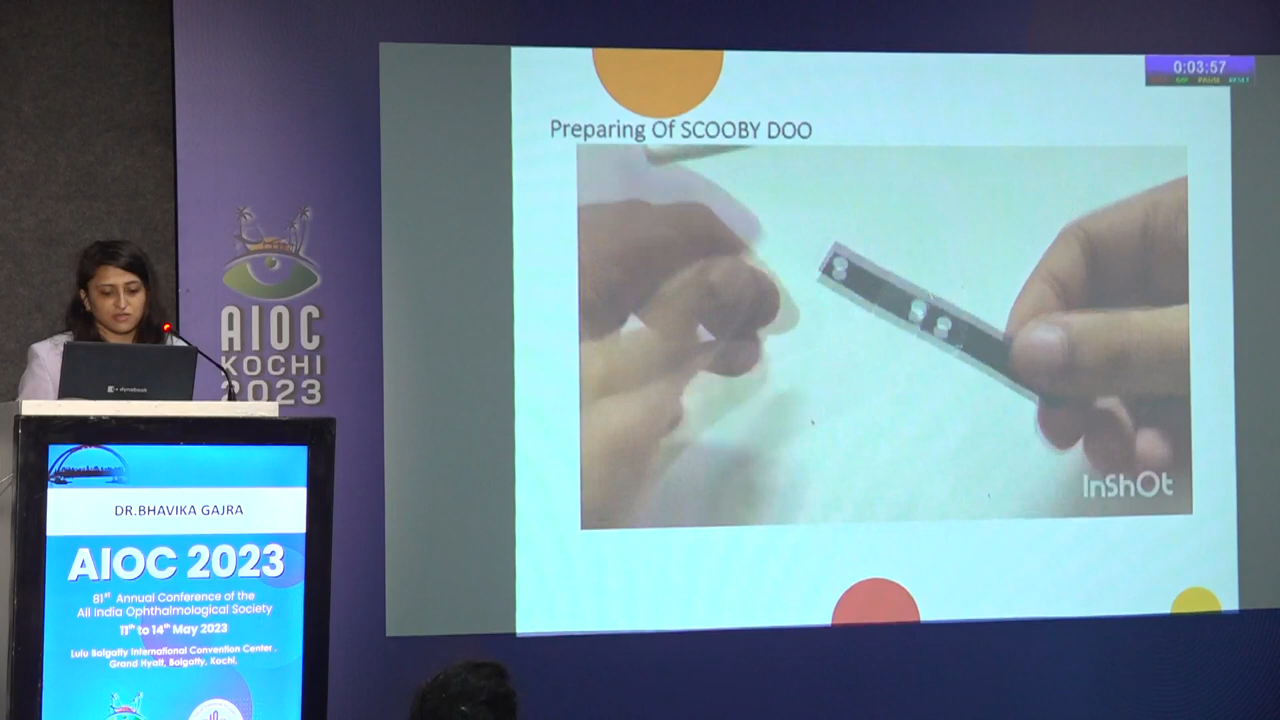 0:03:57
Preparing Of SCOOBY DOO
InShOt
AIOC
KOCHI
2023
dynabook
DR.BHAVIKA GAJRA
AIOC 2023
81st Annual Conference of the
All India Ophthalmological Society
11th to 14th May 2023
Lulu Bolgatty International Convention Center,
Grand Hyatt, Bolgatty, Kochi.